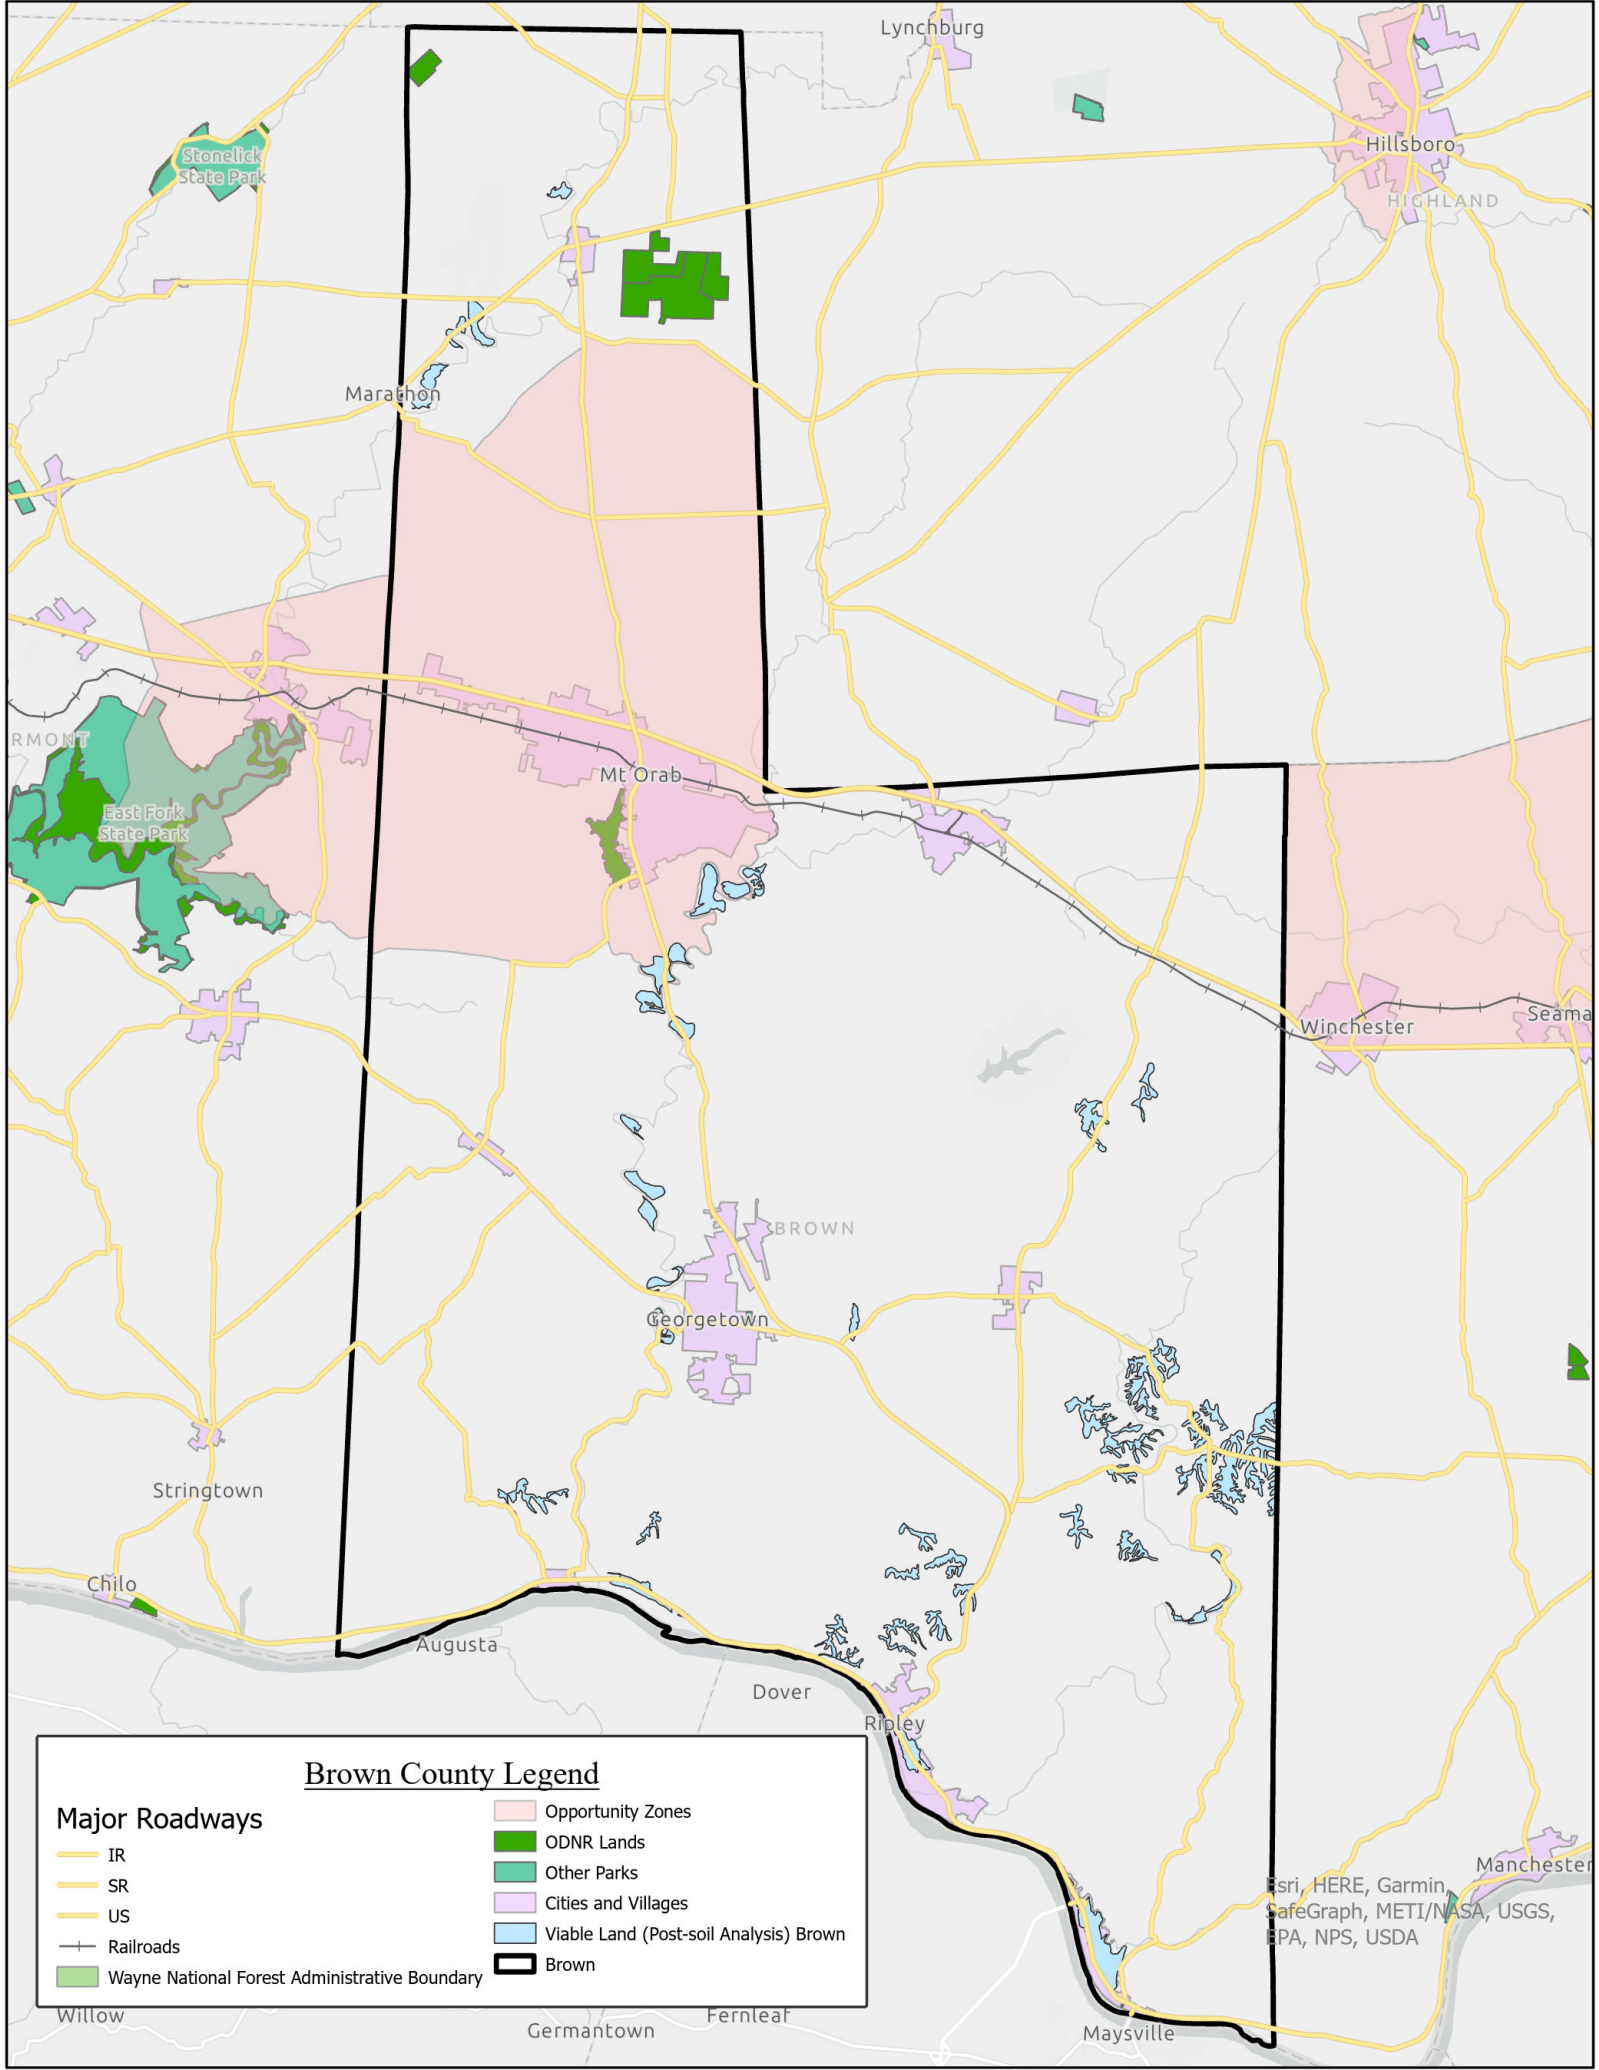 Lynchburg
Hillsboro
HIGHLAND
Stonelick
State Park
Marathon
RMONT
East Fork
State Park
Mt Orab
Winchester
Seama
BROWN
Georgetown
Stringtown
Chilo
Augusta
Dover
Ripley
Brown County Legend
Major Roadways
IR
SR
US
Railroads
Wayne National Forest Administrative Boundary
Opportunity Zones
ODNR Lands
Other Parks
Cities and Villages
Viable Land (Post-soil Analysis) Brown
Brown
Manchester
Esri, HERE, Garmin,
SafeGraph, METI/NASA, USGS,
EPA, NPS, USDA
Willow
Germantown
Fernleaf
Maysville